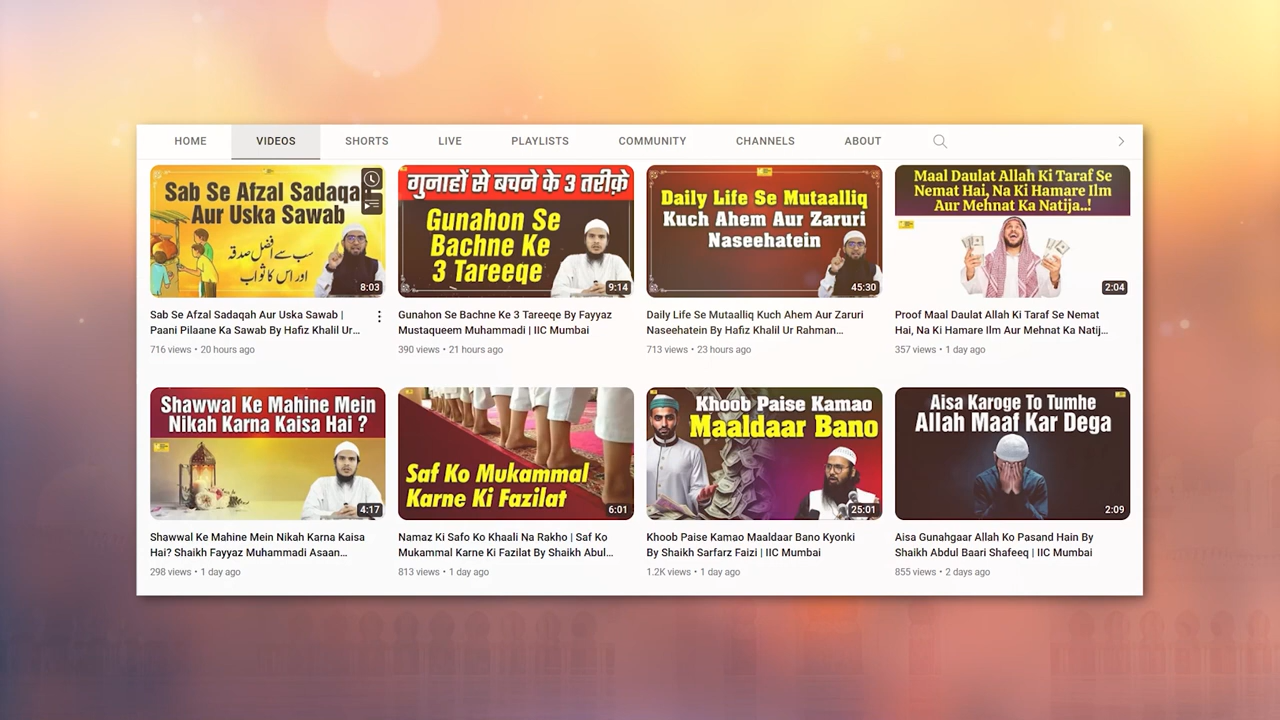 HOME VIDEOS SHORTS LIVE PLAYLISTS COMMUNITY CHANNELS ABOUT
Sab Se Afzal Sadaqa
Aur Uska Sawab
سب سے افضل صدقہ
اور اس کا ثواب
8:03
गुनाहों से बचने के 3 तरीक़े
Gunahon Se
Bachne Ke
3 Tareeqe
9:14
Daily Life Se Mutaalliq
Kuch Ahem Aur Zaruri
Naseehatein
45:30
Maal Daulat Allah Ki Taraf Se
Nemat Hai, Na Ki Hamare Ilm
Aur Mehnat Ka Natija..!
2:04
Sab Se Afzal Sadaqah Aur Uska Sawab |
Paani Pilaane Ka Sawab By Hafiz Khalil Ur...
716 views • 20 hours ago
Gunahon Se Bachne Ke 3 Tareeqe By Fayyaz
Mustaqueem Muhammadi | IIC Mumbai
390 views • 21 hours ago
Daily Life Se Mutaalliq Kuch Ahem Aur Zaruri
Naseehatein By Hafiz Khalil Ur Rahman...
713 views • 23 hours ago
Proof Maal Daulat Allah Ki Taraf Se Nemat
Hai, Na Ki Hamare Ilm Aur Mehnat Ka Natij...
357 views • 1 day ago
Shawwal Ke Mahine Mein
Nikah Karna Kaisa Hai ?
4:17
Saf Ko Mukammal
Karne Ki Fazilat
6:01
Khoob Paise Kamao
Maaldaar Bano
25:01
Aisa Karoge To Tumhe
Allah Maaf Kar Dega
2:09
Shawwal Ke Mahine Mein Nikah Karna Kaisa
Hai? Shaikh Fayyaz Muhammadi Asaan...
298 views • 1 day ago
Namaz Ki Safo Ko Khaali Na Rakho | Saf Ko
Mukammal Karne Ki Fazilat By Shaikh Abul...
813 views • 1 day ago
Khoob Paise Kamao Maaldaar Bano Kyonki
By Shaikh Sarfarz Faizi | IIC Mumbai
1.2K views • 1 day ago
Aisa Gunahgaar Allah Ko Pasand Hain By
Shaikh Abdul Baari Shafeeq | IIC Mumbai
855 views • 2 days ago